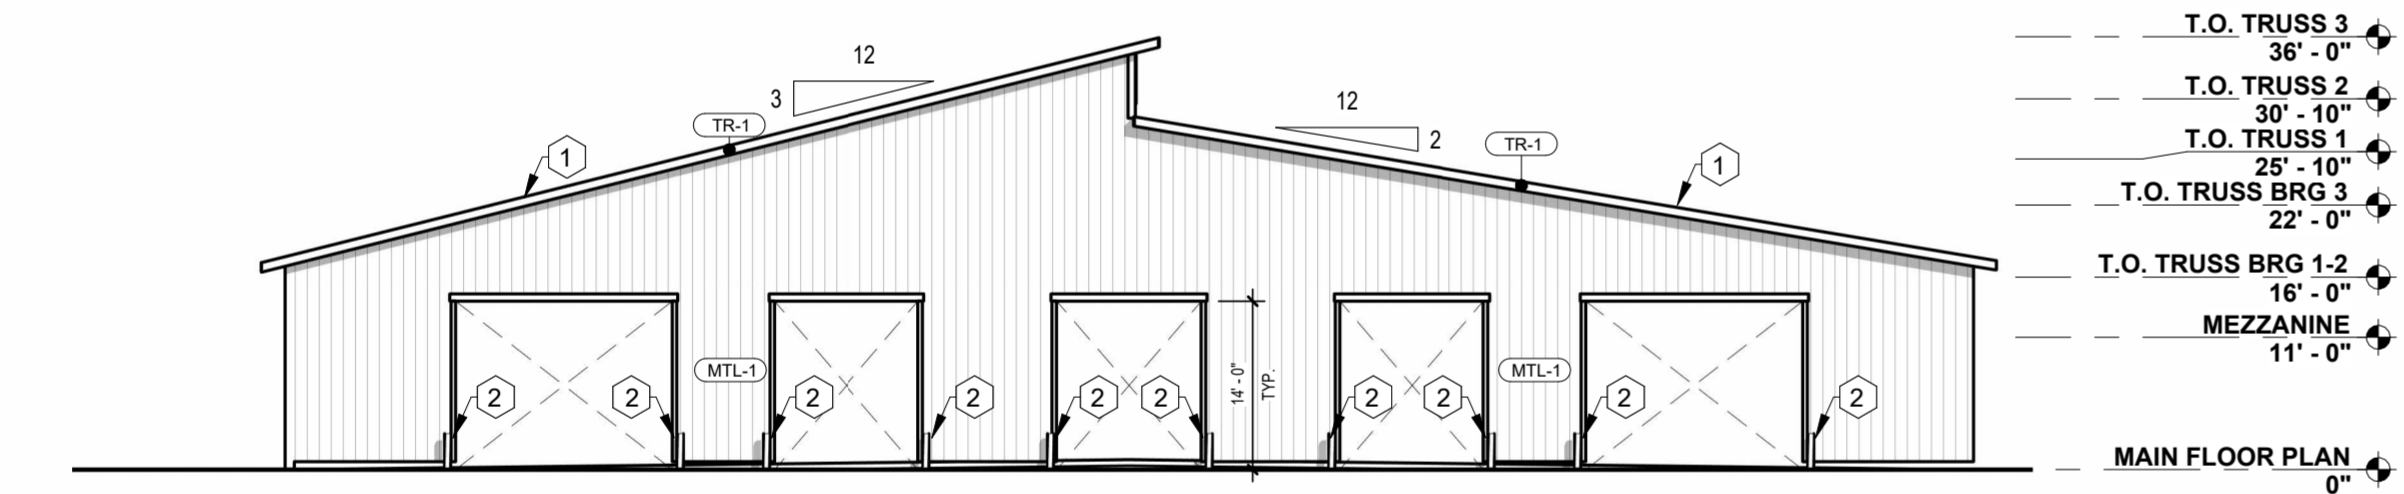 12
3
TR-1
1
12
2
TR-1
1
MTL-1
14' - 0"
TYP.
MTL-1
2
2
2
2
2
2
2
2
2
2
T.O. TRUSS 3
36' - 0"
T.O. TRUSS 2
30' - 10"
T.O. TRUSS 1
25' - 10"
T.O. TRUSS BRG 3
22' - 0"
T.O. TRUSS BRG 1-2
16' - 0"
MEZZANINE
11' - 0"
MAIN FLOOR PLAN
0"